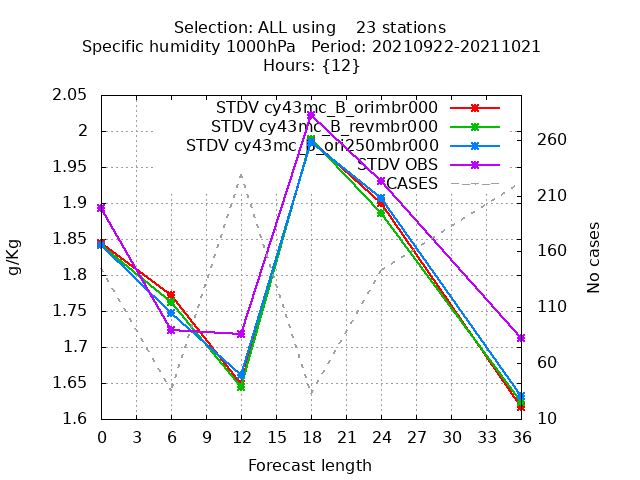 Selection: ALL using    23 stations
Specific humidity 1000hPa   Period: 20210922-20211021
Hours: {12}
STDV cy43mc_B_orimbr000
STDV cy43mc_B_revmbr000
STDV cy43mc_B_ori250mbr000
STDV OBS
CASES
2.05
2
1.95
1.9
1.85
1.8
1.75
1.7
1.65
1.6
g/Kg
260
210
160
110
60
10
No cases
0 3 6 9 12 15 18 21 24 27 30 33 36
Forecast length